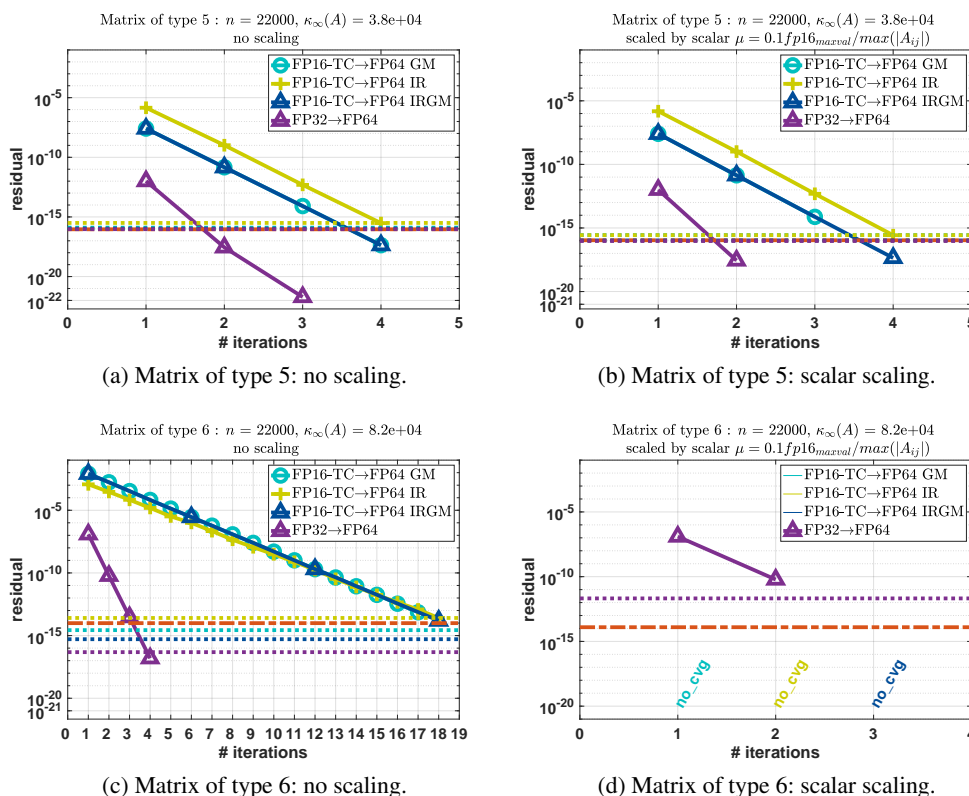 Matrix of type 5 : n = 22000, κ∞(A) = 3.8e+04
no scaling
FP16-TC→FP64 GM
FP16-TC→FP64 IR
FP16-TC→FP64 IRGM
FP32→FP64
residual
10^-5
10^-10
10^-15
10^-20
10^-22
0 1 2 3 4 5
# iterations
(a) Matrix of type 5: no scaling.
Matrix of type 5 : n = 22000, κ∞(A) = 3.8e+04
scaled by scalar μ = 0.1fp16_maxval/max(|A_ij|)
FP16-TC→FP64 GM
FP16-TC→FP64 IR
FP16-TC→FP64 IRGM
FP32→FP64
residual
10^-5
10^-10
10^-15
10^-20
10^-21
0 1 2 3 4 5
# iterations
(b) Matrix of type 5: scalar scaling.
Matrix of type 6 : n = 22000, κ∞(A) = 8.2e+04
no scaling
FP16-TC→FP64 GM
FP16-TC→FP64 IR
FP16-TC→FP64 IRGM
FP32→FP64
residual
10^-5
10^-10
10^-15
10^-20
10^-21
0 1 2 3 4 5 6 7 8 9 10 11 12 13 14 15 16 17 18 19
# iterations
(c) Matrix of type 6: no scaling.
Matrix of type 6 : n = 22000, κ∞(A) = 8.2e+04
scaled by scalar μ = 0.1fp16_maxval/max(|A_ij|)
FP16-TC→FP64 GM
FP16-TC→FP64 IR
FP16-TC→FP64 IRGM
FP32→FP64
residual
10^-5
10^-10
10^-15
10^-20
no_cvg
no_cvg
no_cvg
0 1 2 3 4
# iterations
(d) Matrix of type 6: scalar scaling.